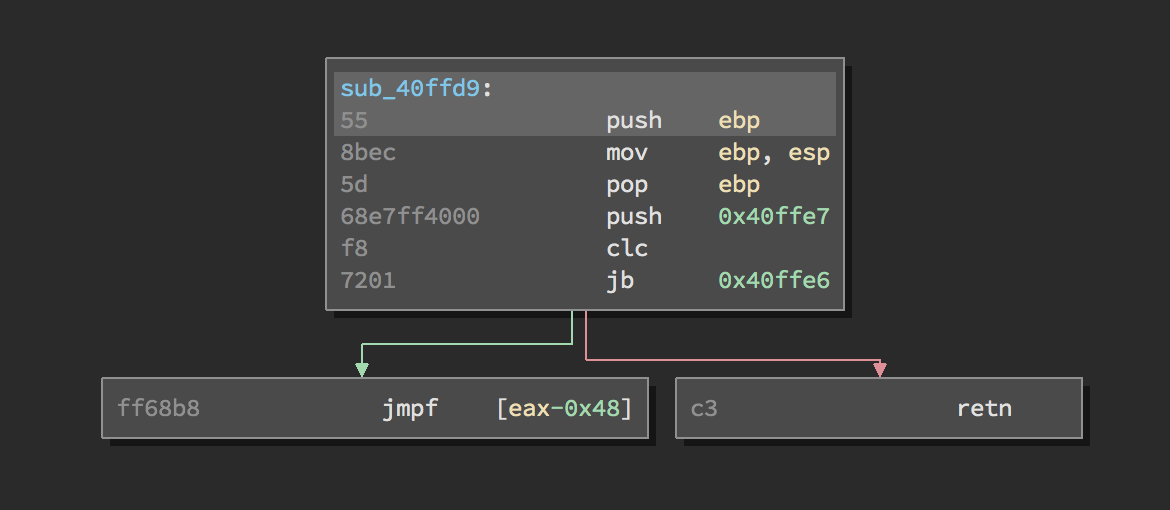 sub_40ffd9:
55 push ebp
8bec mov ebp, esp
5d pop ebp
68e7ff4000 push 0x40ffe7
f8 clc
7201 jb 0x40ffe6
ff68b8 jmpf [eax-0x48]
c3 retn